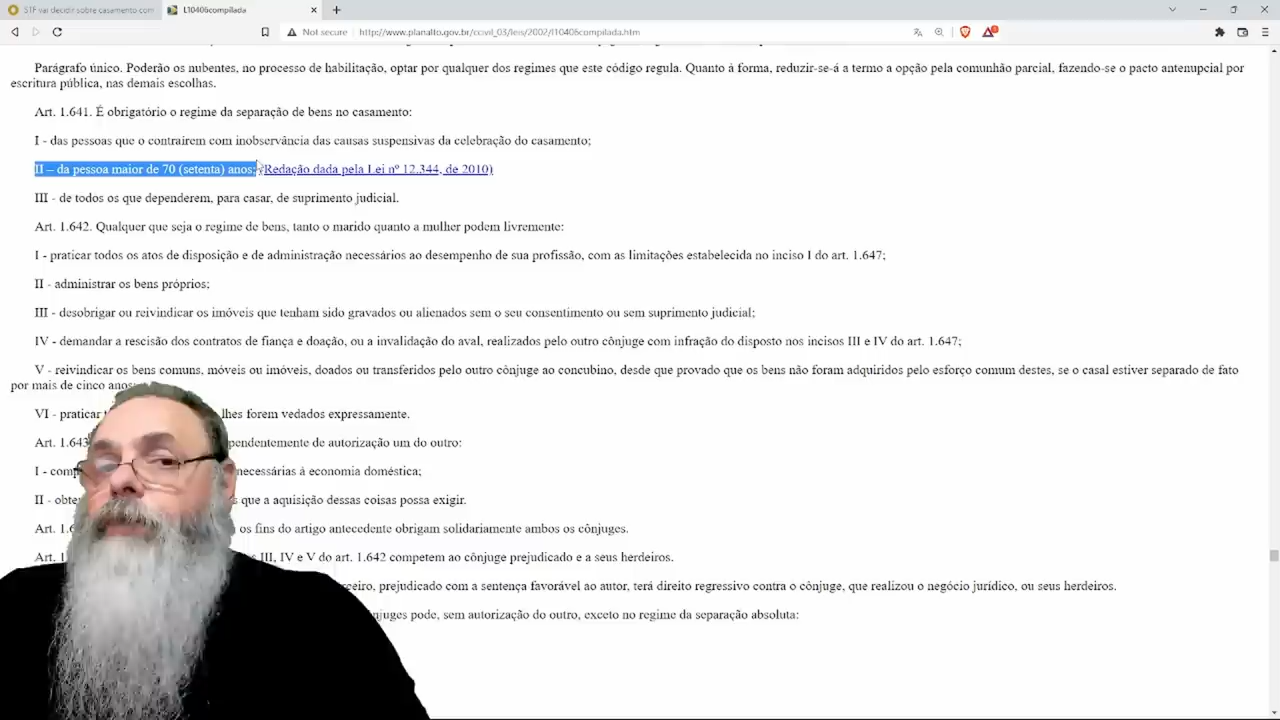 STF vai decidir sobre casamento com
L10406compilada
Not secure
http://www.planalto.gov.br/ccivil_03/leis/2002/l10406compilada.htm
Parágrafo único. Poderão os nubentes, no processo de habilitação, optar por qualquer dos regimes que este código regula. Quanto à forma, reduzir-se-á a termo a opção pela comunhão parcial, fazendo-se o pacto antenupcial por
escritura pública, nas demais escolhas.
Art. 1.641. É obrigatório o regime da separação de bens no casamento:
I - das pessoas que o contraírem com inobservância das causas suspensivas da celebração do casamento;
II – da pessoa maior de 70 (setenta) anos; (Redação dada pela Lei nº 12.344, de 2010)
III - de todos os que dependerem, para casar, de suprimento judicial.
Art. 1.642. Qualquer que seja o regime de bens, tanto o marido quanto a mulher podem livremente:
I - praticar todos os atos de disposição e de administração necessários ao desempenho de sua profissão, com as limitações estabelecida no inciso I do art. 1.647;
II - administrar os bens próprios;
III - desobrigar ou reivindicar os imóveis que tenham sido gravados ou alienados sem o seu consentimento ou sem suprimento judicial;
IV - demandar a rescisão dos contratos de fiança e doação, ou a invalidação do aval, realizados pelo outro cônjuge com infração do disposto nos incisos III e IV do art. 1.647;
V - reivindicar os bens comuns, móveis ou imóveis, doados ou transferidos pelo outro cônjuge ao concubino, desde que provado que os bens não foram adquiridos pelo esforço comum destes, se o casal estiver separado de fato
por mais de cinco anos;
VI - praticar lhes forem vedados expressamente.
Art. 1.643 autorização um do outro:
I - necessárias à economia doméstica;
II - que a aquisição dessas coisas possa exigir.
Art. os fins do artigo antecedente obrigam solidariamente ambos os cônjuges.
Art. III, IV e V do art. 1.642 competem ao cônjuge prejudicado e a seus herdeiros.
prejudicado com a sentença favorável ao autor, terá direito regressivo contra o cônjuge, que realizou o negócio jurídico, ou seus herdeiros.
pode, sem autorização do outro, exceto no regime da separação absoluta: